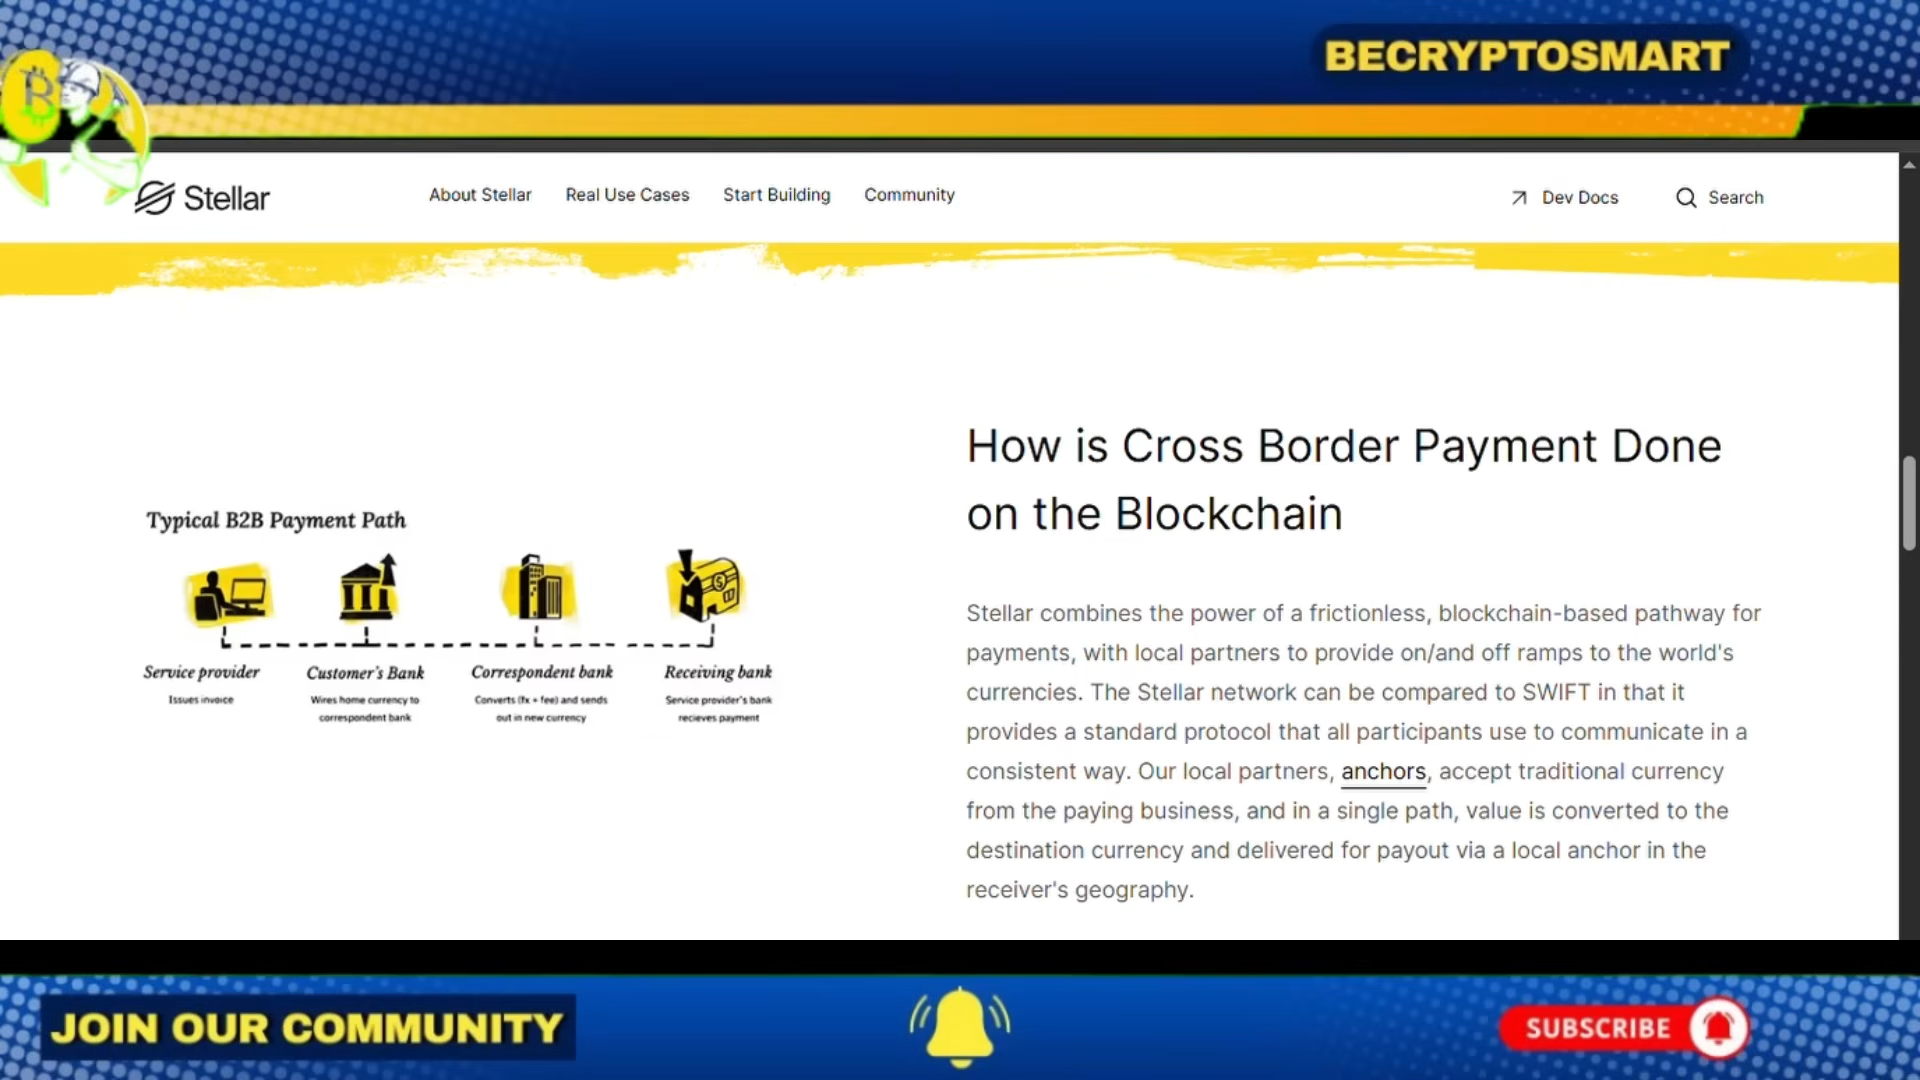 BECRYPTOSMART
Stellar
About Stellar
Real Use Cases
Start Building
Community
Dev Docs
Search
Typical B2B Payment Path
Service provider
Issues invoice
Customer's Bank
Wires home currency to
correspondent bank
Correspondent bank
Converts (fx + fee) and sends
out in new currency
Receiving bank
Service provider's bank
recieves payment
How is Cross Border Payment Done
on the Blockchain
Stellar combines the power of a frictionless, blockchain-based pathway for
payments, with local partners to provide on/and off ramps to the world's
currencies. The Stellar network can be compared to SWIFT in that it
provides a standard protocol that all participants use to communicate in a
consistent way. Our local partners, anchors, accept traditional currency
from the paying business, and in a single path, value is converted to the
destination currency and delivered for payout via a local anchor in the
receiver's geography.
JOIN OUR COMMUNITY
SUBSCRIBE